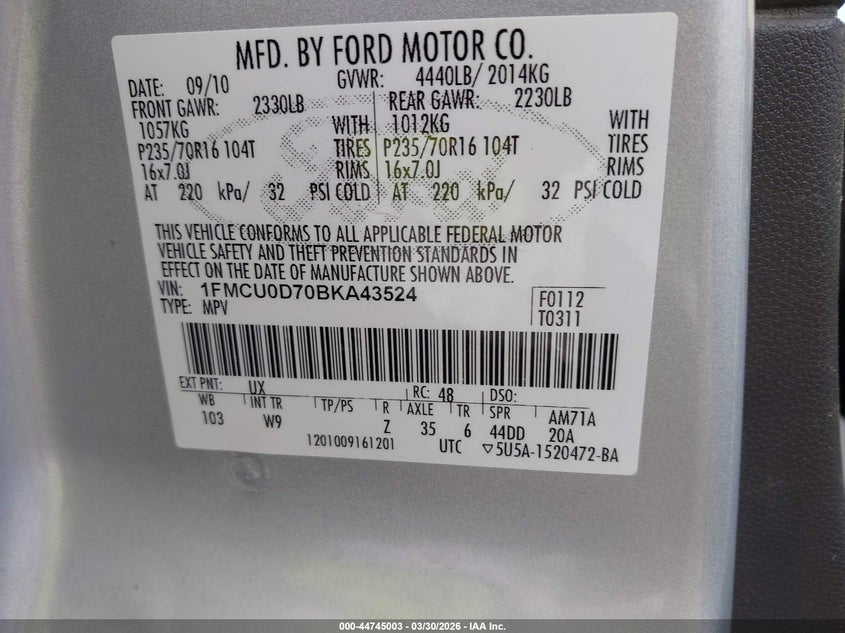 MFD. BY FORD MOTOR CO.
DATE: 09/10 GVWR: 4440LB/ 2014KG
FRONT GAWR: 2330LB REAR GAWR: 2230LB
1057KG WITH 1012KG WITH
P235/70R16 104T TIRES P235/70R16 104T TIRES
16x7.0J RIMS 16x7.0J RIMS
AT 220 kPa/ 32 PSI COLD AT 220 kPa/ 32 PSI COLD
THIS VEHICLE CONFORMS TO ALL APPLICABLE FEDERAL MOTOR
VEHICLE SAFETY AND THEFT PREVENTION STANDARDS IN
EFFECT ON THE DATE OF MANUFACTURE SHOWN ABOVE.
VIN: 1FMCU0D70BKA43524 F0112
TYPE: MPV T0311
EXT PNT: UX RC: 48 DSO:
WB INT TR TP/PS R AXLE TR SPR AM71A
103 W9 Z 35 6 44DD 20A
1201009161201 UTC ▽5U5A-1520472-BA
000-44745003 — 03/30/2026 — IAA Inc.